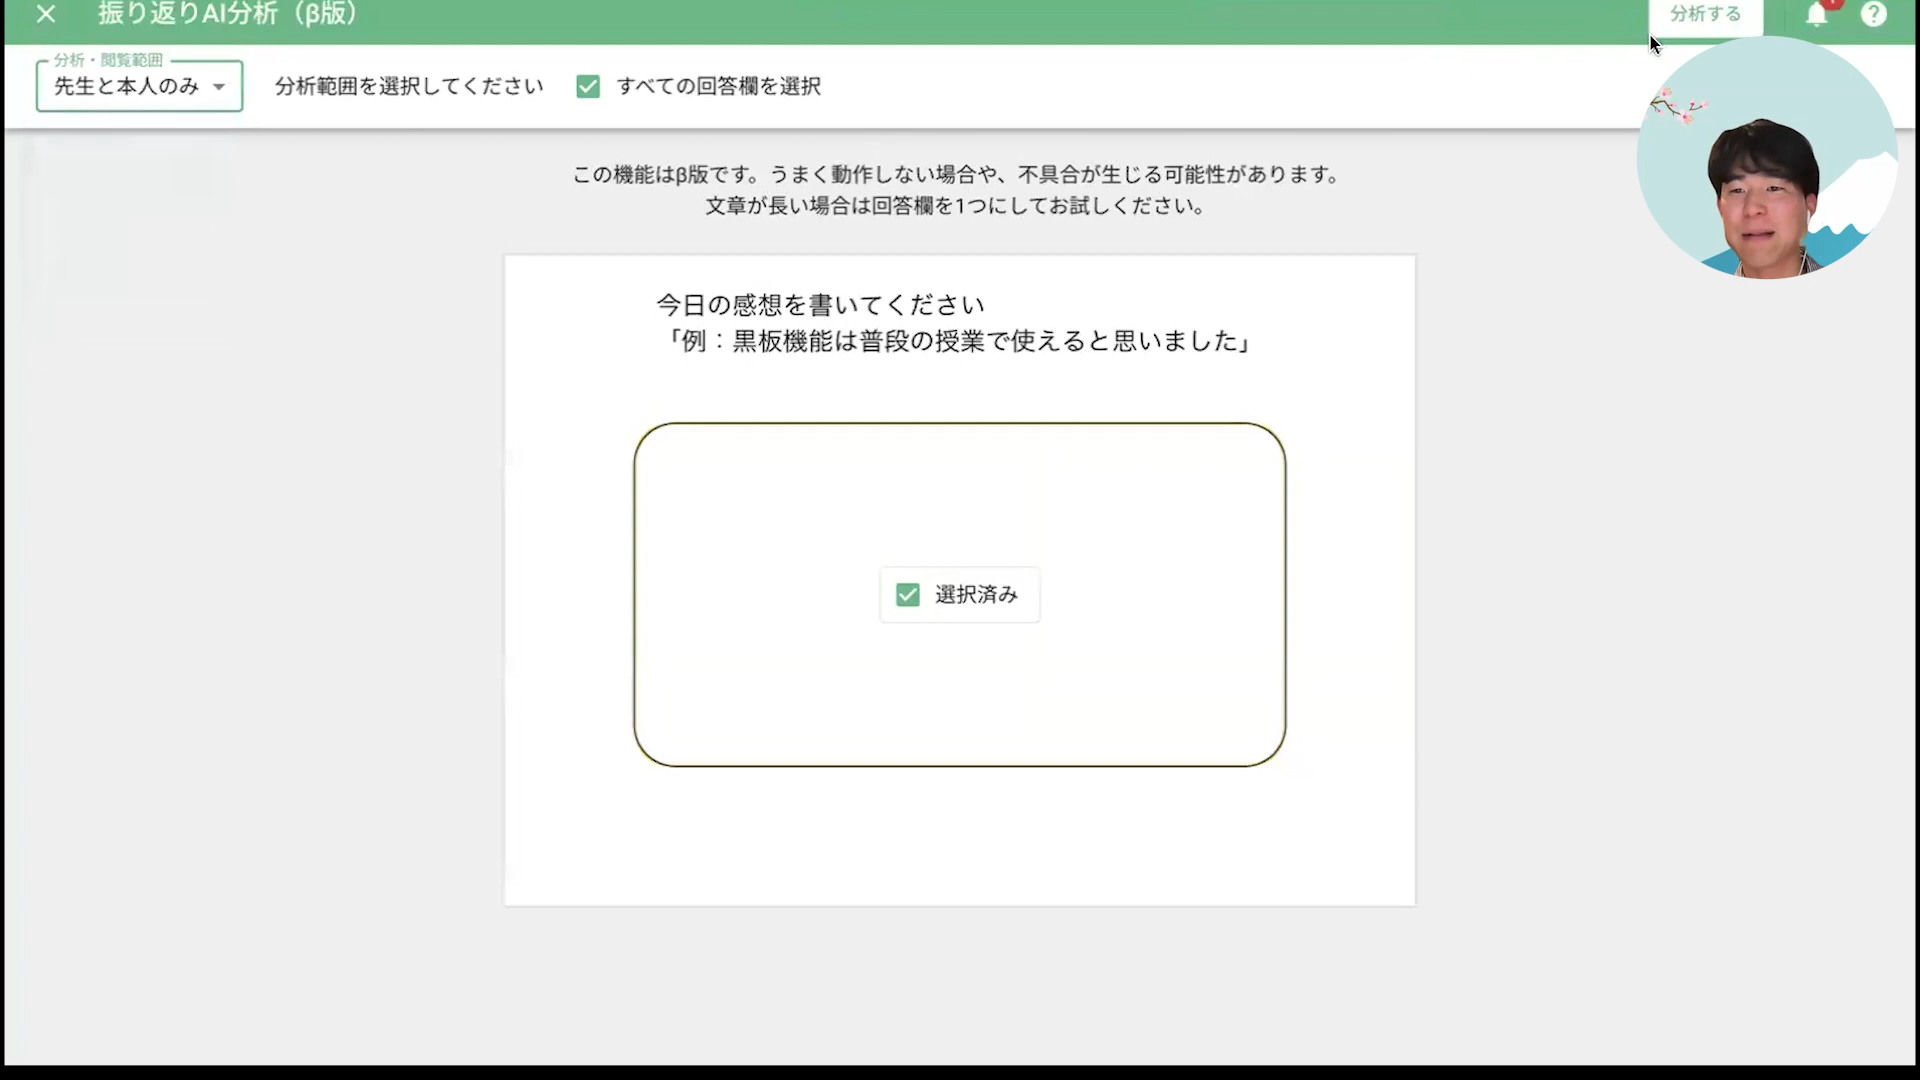 振り返りAI分析（β版）
分析する
分析・閲覧範囲
先生と本人のみ
分析範囲を選択してください
すべての回答欄を選択
この機能はβ版です。うまく動作しない場合や、不具合が生じる可能性があります。
文章が長い場合は回答欄を1つにしてお試しください。
今日の感想を書いてください
「例：黒板機能は普段の授業で使えると思いました」
選択済み